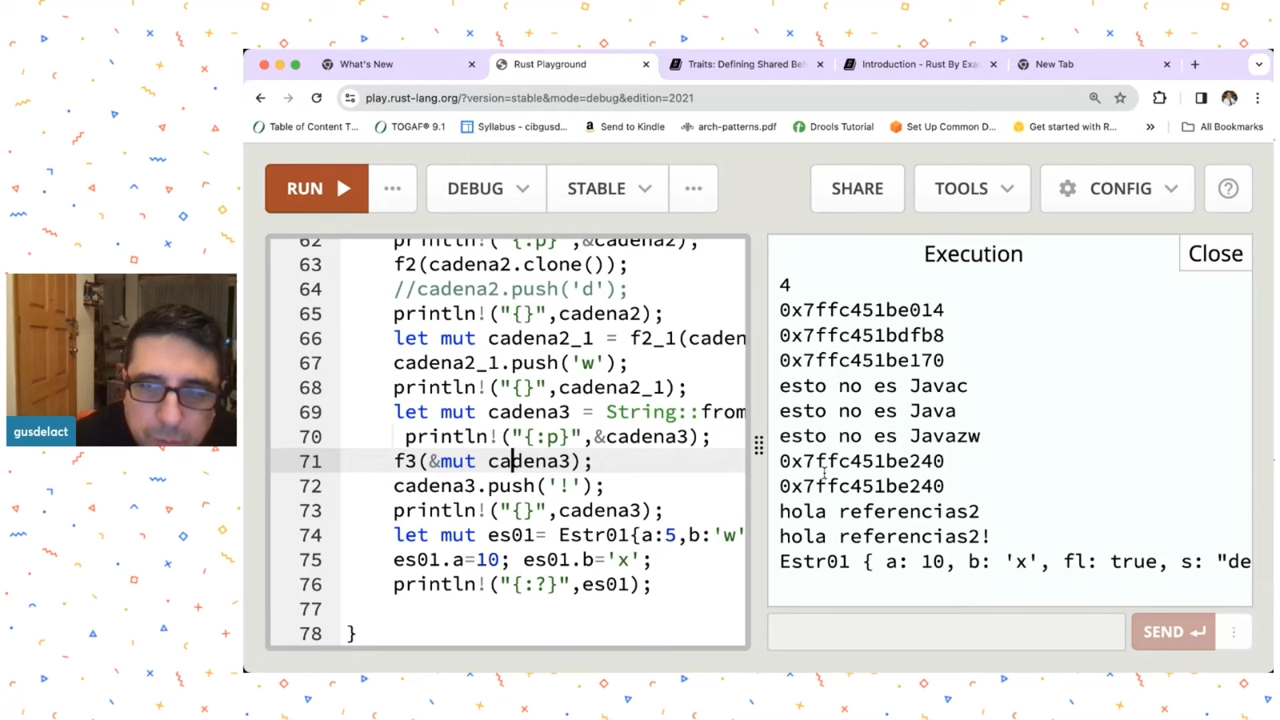 What's New
Rust Playground
Traits: Defining Shared Beh
Introduction - Rust By Exa
New Tab
play.rust-lang.org/?version=stable&mode=debug&edition=2021
Table of Content T...
TOGAF® 9.1
Syllabus - cibgusd...
Send to Kindle
arch-patterns.pdf
Drools Tutorial
Set Up Common D...
Get started with R...
All Bookmarks
RUN
DEBUG
STABLE
SHARE
TOOLS
CONFIG
62 println!("{:p}",&cadena2);
63 f2(cadena2.clone());
64 //cadena2.push('d');
65 println!("{}",cadena2);
66 let mut cadena2_1 = f2_1(caden
67 cadena2_1.push('w');
68 println!("{}",cadena2_1);
69 let mut cadena3 = String::from
70 println!("{:p}",&cadena3);
71 f3(&mut cadena3);
72 cadena3.push('!');
73 println!("{}",cadena3);
74 let mut es01= Estr01{a:5,b:'w'
75 es01.a=10; es01.b='x';
76 println!("{:?}",es01);
77
78 }
Execution
Close
4
0x7ffc451be014
0x7ffc451bdfb8
0x7ffc451be170
esto no es Javac
esto no es Java
esto no es Javazw
0x7ffc451be240
0x7ffc451be240
hola referencias2
hola referencias2!
Estr01 { a: 10, b: 'x', fl: true, s: "de
SEND
gusdelact